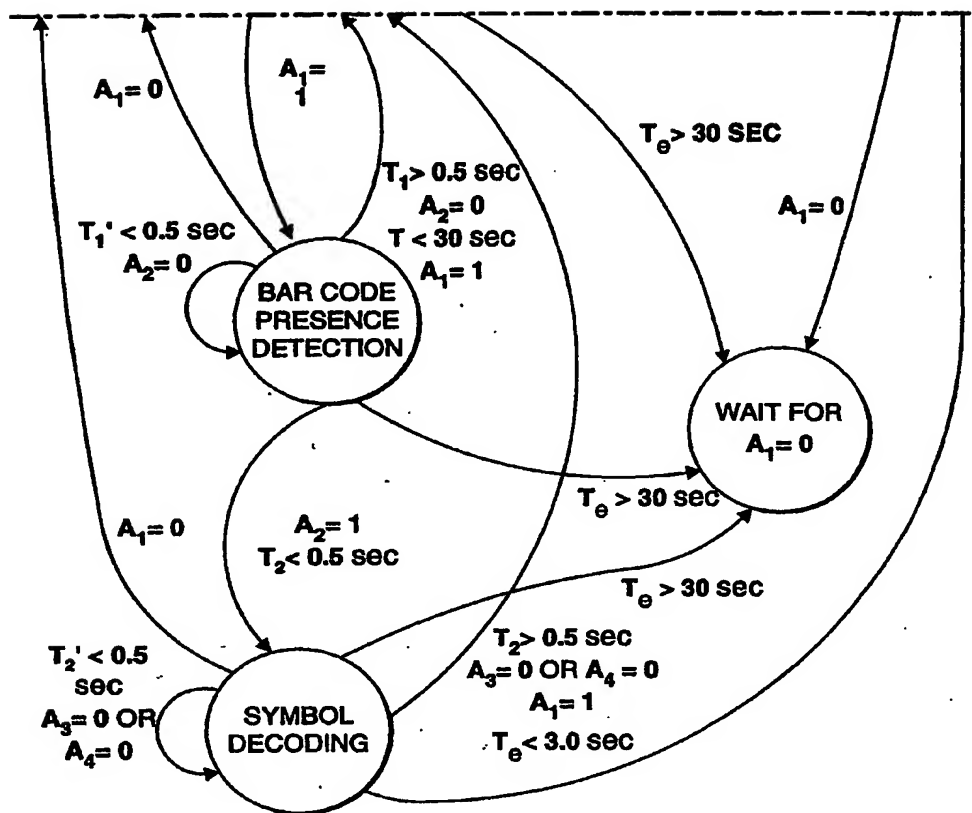 A₁= 0
A₁=
1
Tₑ> 30 SEC
A₁= 0
T₁> 0.5 sec
A₂= 0
T < 30 sec
A₁= 1
T₁' < 0.5 sec
A₂= 0
BAR CODE
PRESENCE
DETECTION
WAIT FOR
A₁= 0
Tₑ > 30 sec
A₁= 0
A₂= 1
T₂< 0.5 sec
Tₑ > 30 sec
T₂' < 0.5
sec
A₃= 0 OR
A₄= 0
SYMBOL
DECODING
T₂> 0.5 sec
A₃= 0 OR A₄ = 0
A₁= 1
Tₑ< 3.0 sec